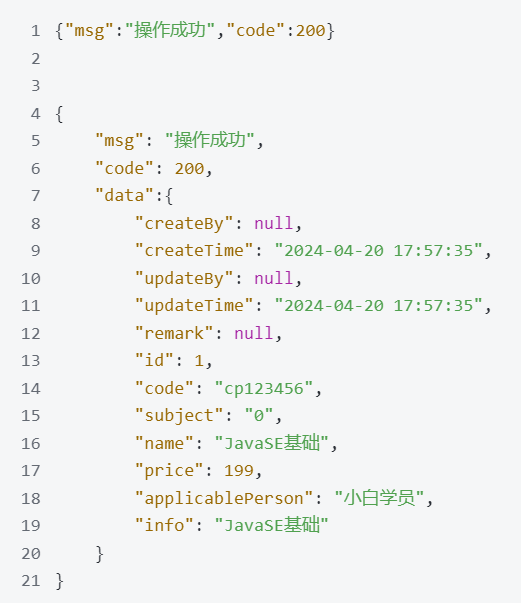 1 {"msg":"操作成功","code":200}
2
3
4 {
5     "msg": "操作成功",
6     "code": 200,
7     "data":{
8         "createBy": null,
9         "createTime": "2024-04-20 17:57:35",
10         "updateBy": null,
11         "updateTime": "2024-04-20 17:57:35",
12         "remark": null,
13         "id": 1,
14         "code": "cp123456",
15         "subject": "0",
16         "name": "JavaSE基础",
17         "price": 199,
18         "applicablePerson": "小白学员",
19         "info": "JavaSE基础"
20     }
21 }